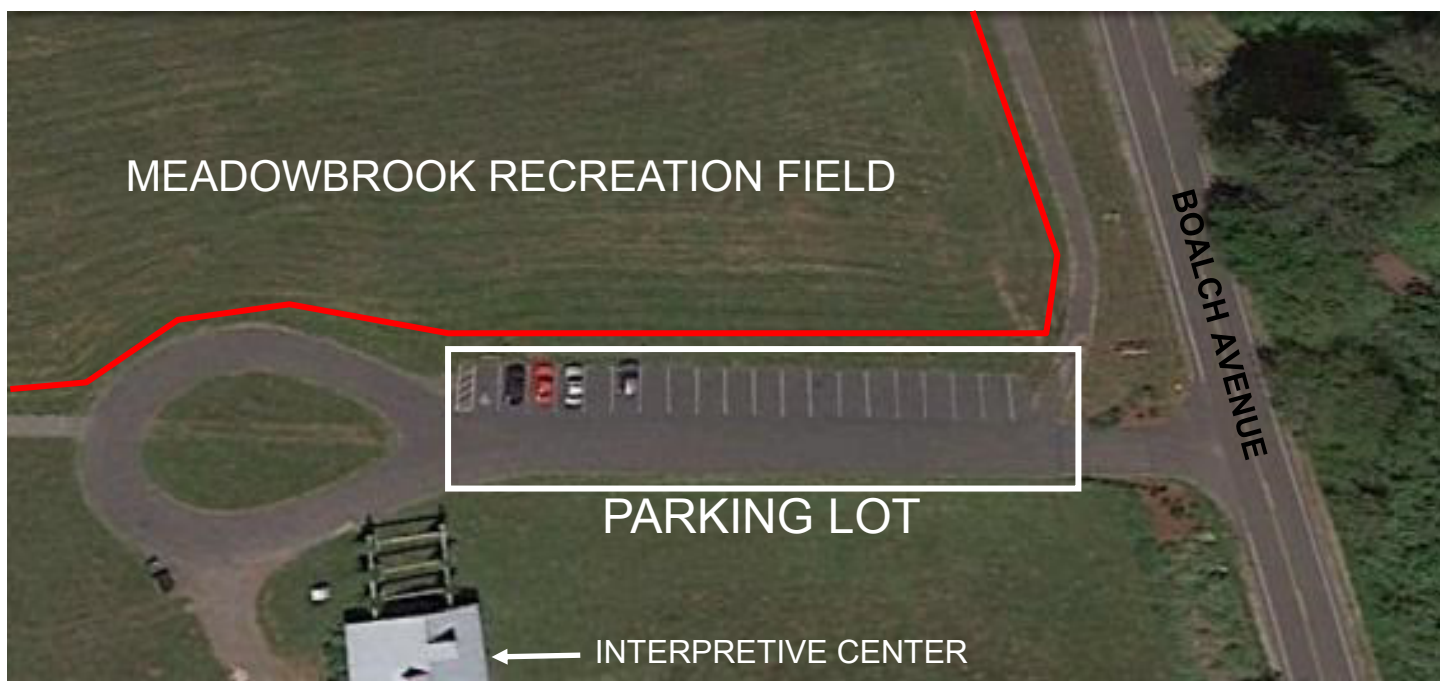 MEADOWBROOK RECREATION FIELD
BOALCH AVENUE
PARKING LOT
INTERPRETIVE CENTER